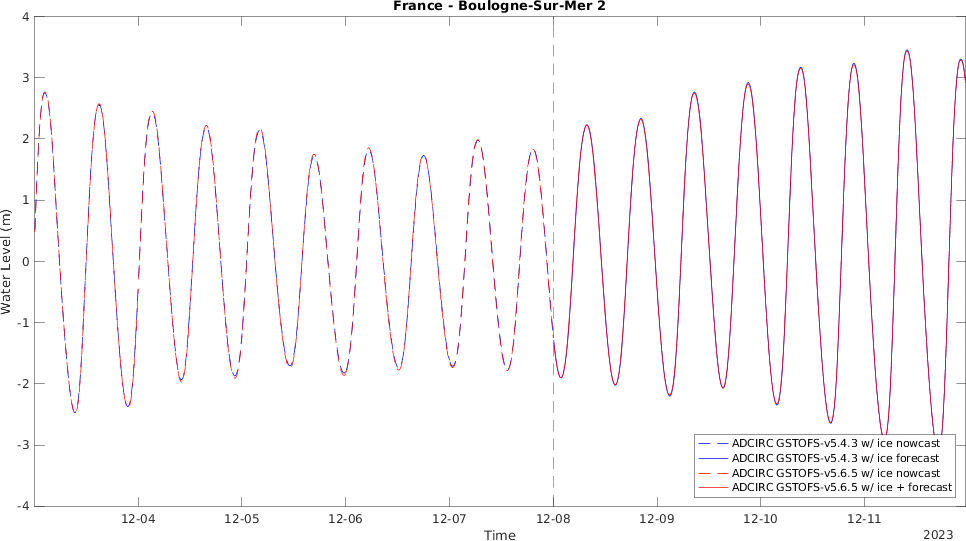 France - Boulogne-Sur-Mer 2
4
3
2
1
0
-1
-2
-3
-4
Water Level (m)
12-04 12-05 12-06 12-07 12-08 12-09 12-10 12-11
Time
2023
ADCIRC GSTOFS-v5.4.3 w/ ice nowcast
ADCIRC GSTOFS-v5.4.3 w/ ice forecast
ADCIRC GSTOFS-v5.6.5 w/ ice nowcast
ADCIRC GSTOFS-v5.6.5 w/ ice + forecast